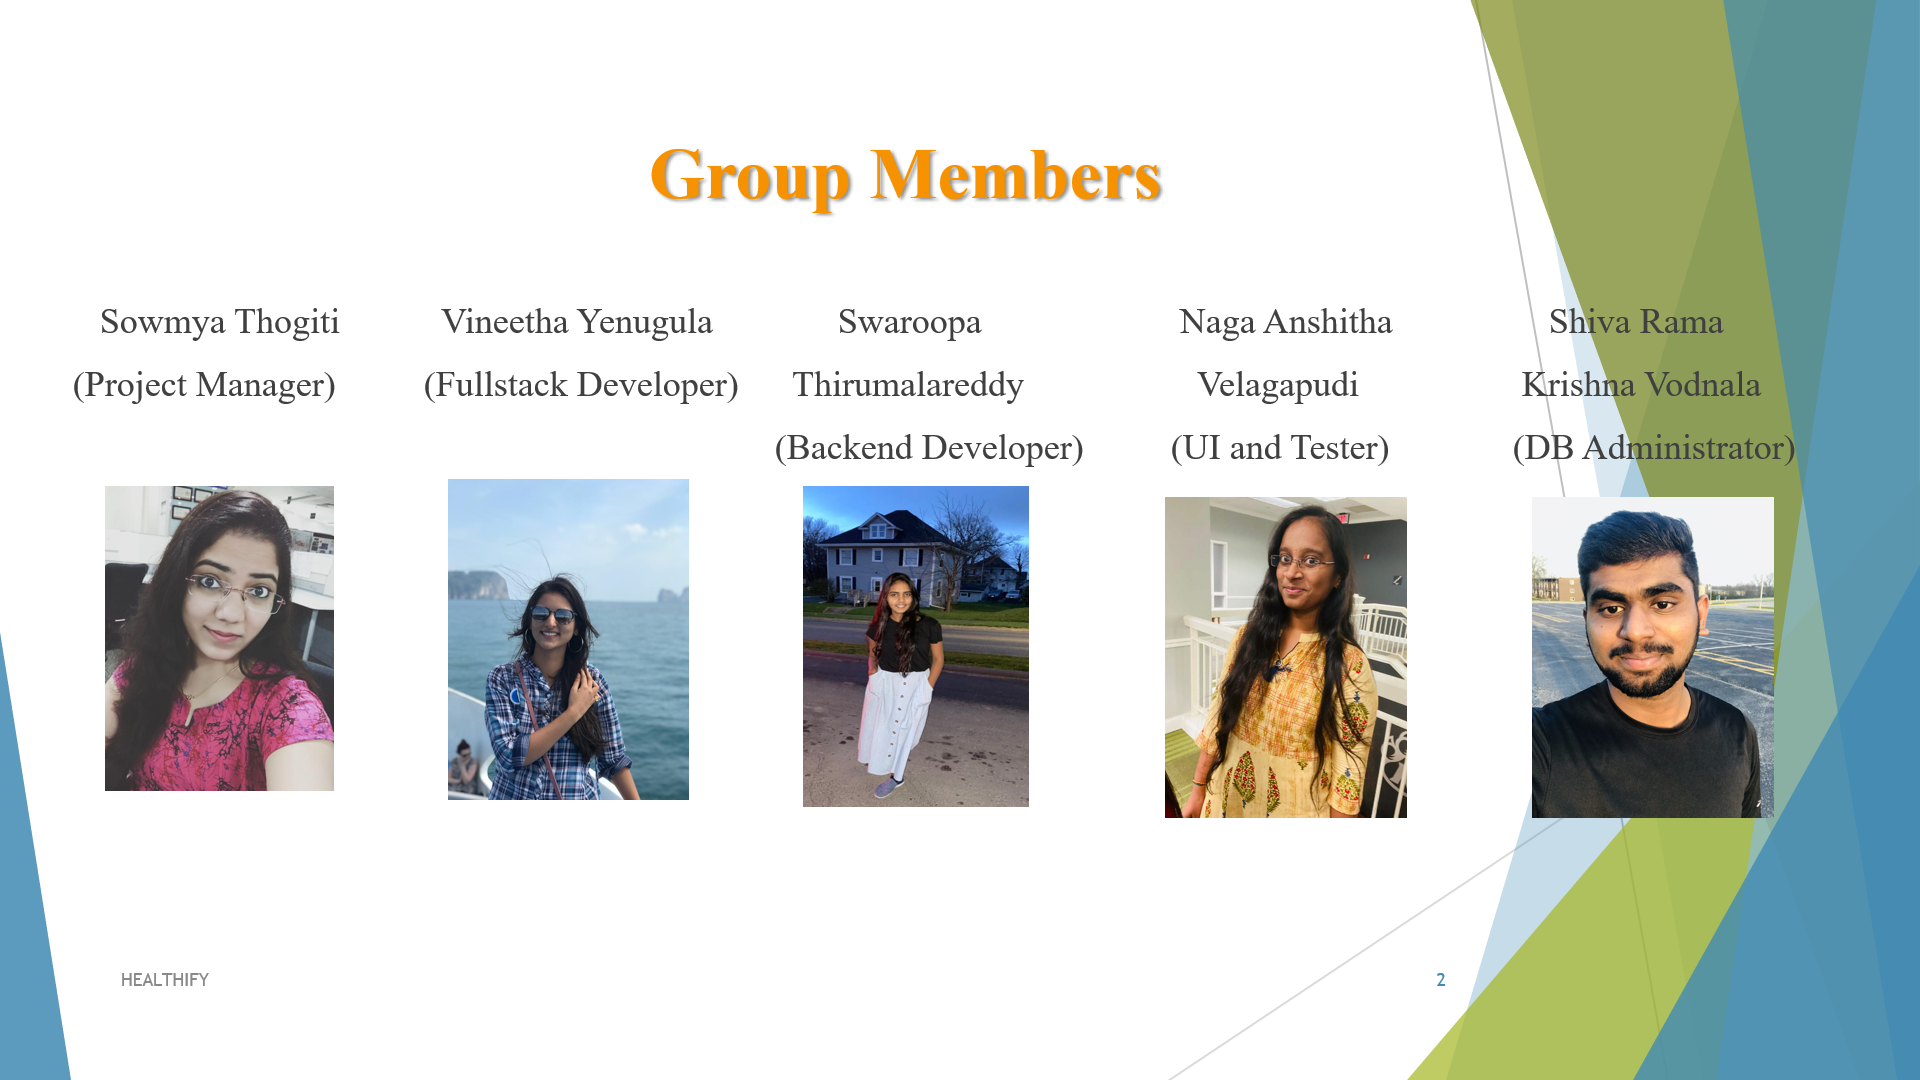 Group Members
Sowmya Thogiti
(Project Manager)
Vineetha Yenugula
(Fullstack Developer)
Swaroopa
Thirumalareddy
(Backend Developer)
Naga Anshitha
Velagapudi
(UI and Tester)
Shiva Rama
Krishna Vodnala
(DB Administrator)
HEALTHIFY
2